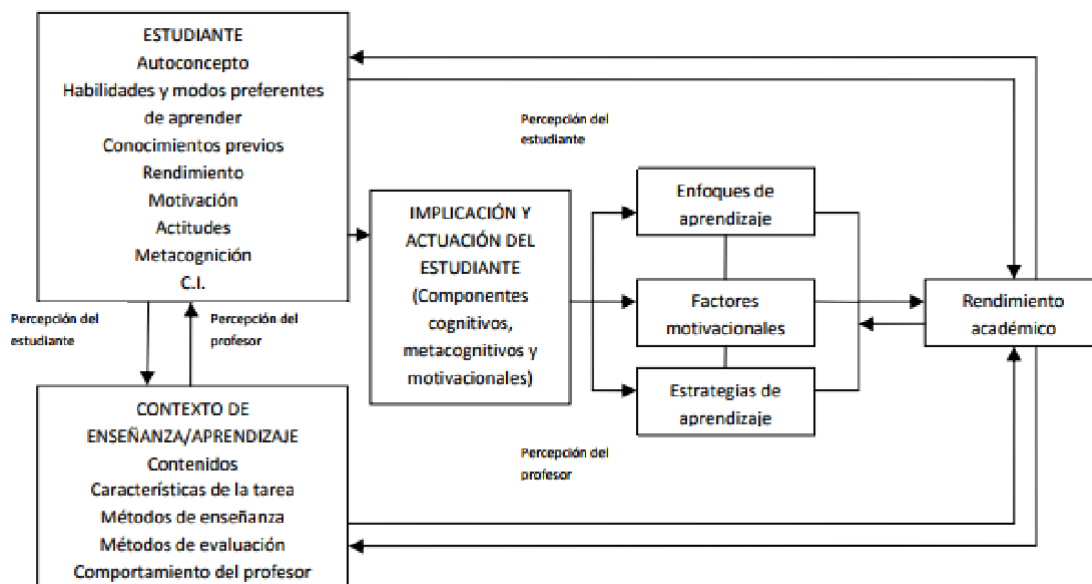 ESTUDIANTE
Autoconcepto
Habilidades y modos preferentes
de aprender
Conocimientos previos
Rendimiento
Motivación
Actitudes
Metacognición
C.I.
Percepción del
estudiante
Percepción del
profesor
CONTEXTO DE
ENSEÑANZA/APRENDIZAJE
Contenidos
Características de la tarea
Métodos de enseñanza
Métodos de evaluación
Comportamiento del profesor
IMPLICACIÓN Y
ACTUACIÓN DEL
ESTUDIANTE
(Componentes
cognitivos,
metacognitivos y
motivacionales)
Percepción del
estudiante
Enfoques de
aprendizaje
Factores
motivacionales
Estrategias de
aprendizaje
Percepción del
profesor
Rendimiento
académico